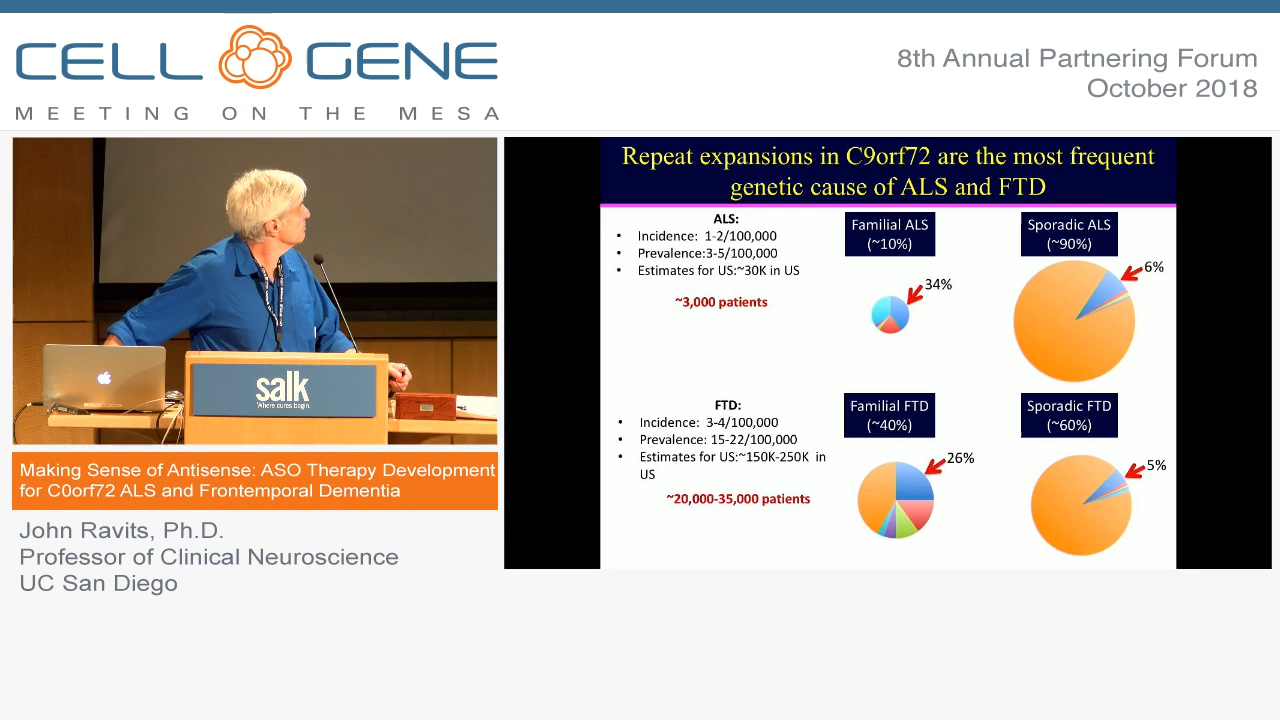 CELL GENE
MEETING ON THE MESA
8th Annual Partnering Forum
October 2018
salk
Where cures begin.
Making Sense of Antisense: ASO Therapy Development
for C0orf72 ALS and Frontemporal Dementia
John Ravits, Ph.D.
Professor of Clinical Neuroscience
UC San Diego
Repeat expansions in C9orf72 are the most frequent
genetic cause of ALS and FTD
ALS:
• Incidence: 1-2/100,000
• Prevalence:3-5/100,000
• Estimates for US:~30K in US
~3,000 patients
Familial ALS
(~10%)
34%
Sporadic ALS
(~90%)
6%
FTD:
• Incidence: 3-4/100,000
• Prevalence: 15-22/100,000
• Estimates for US:~150K-250K in
US
~20,000-35,000 patients
Familial FTD
(~40%)
26%
Sporadic FTD
(~60%)
5%